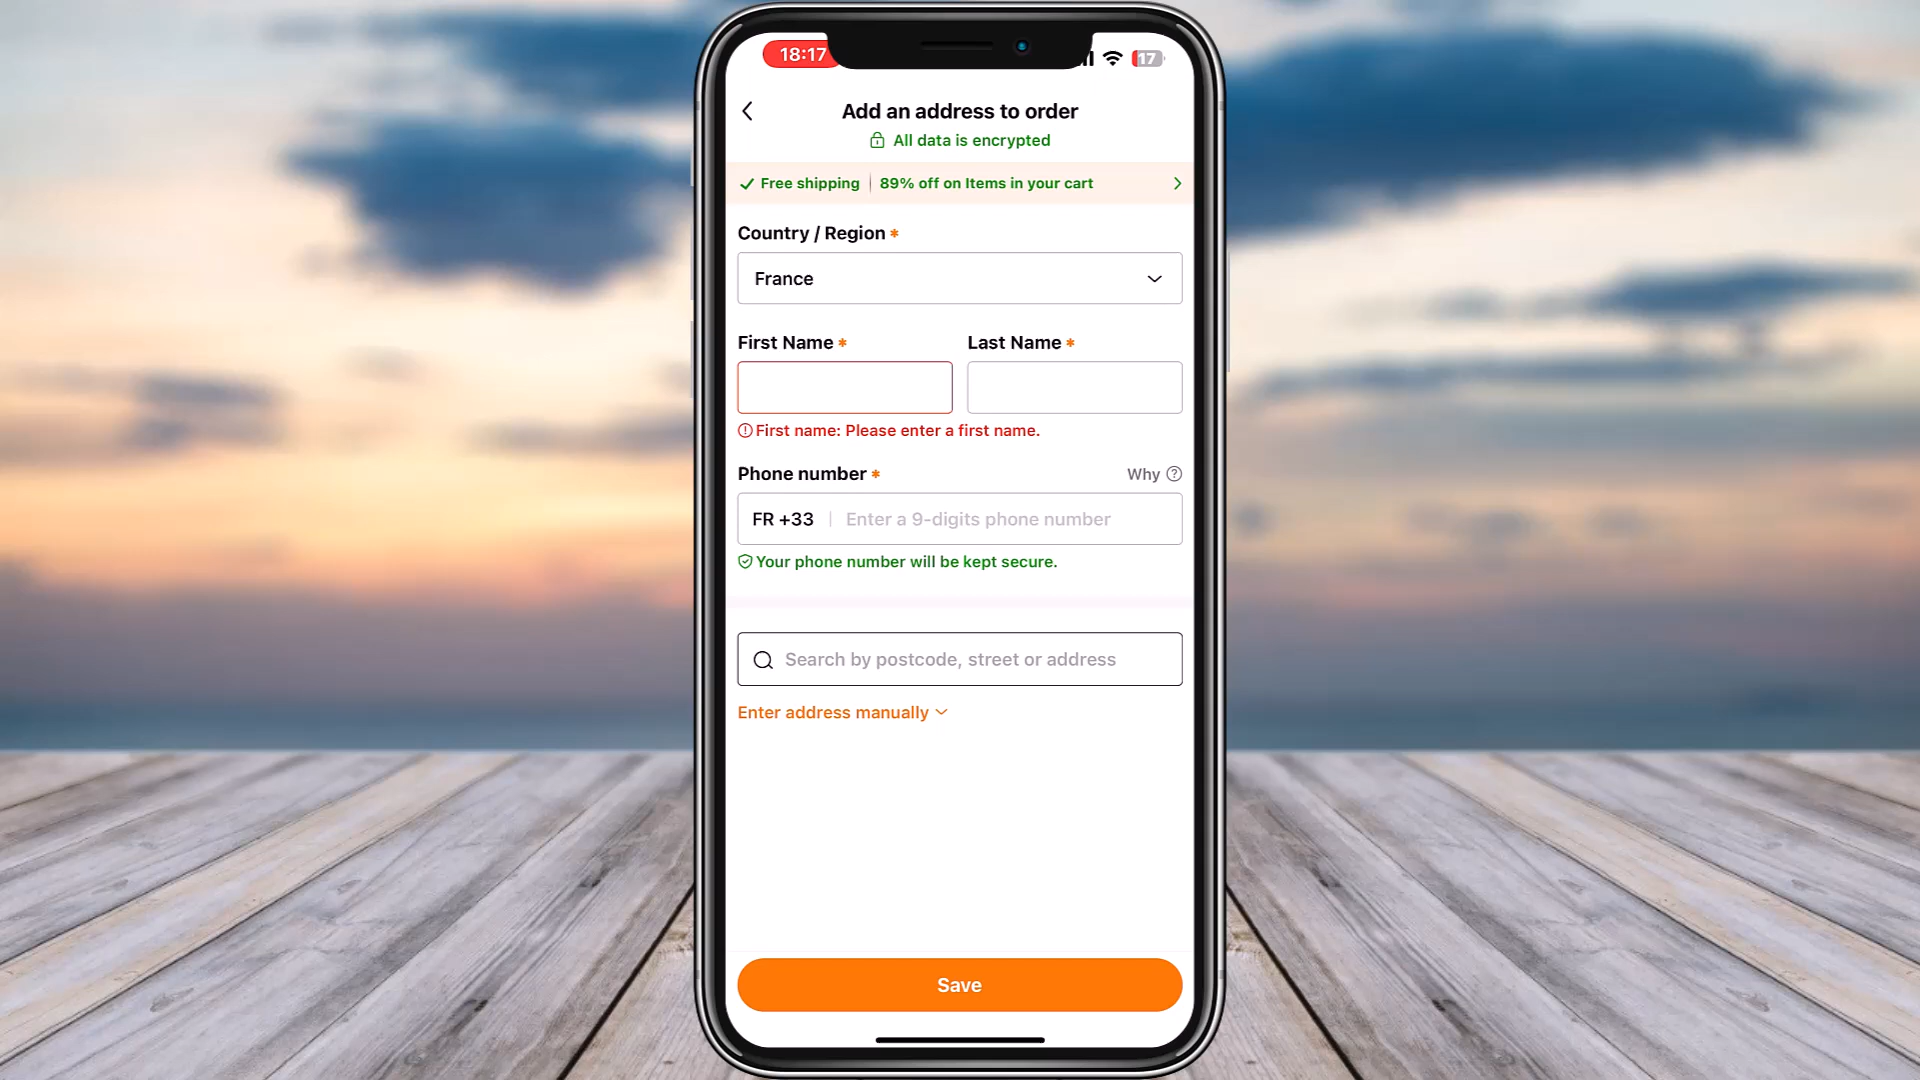 18:17
17
Add an address to order
All data is encrypted
Free shipping | 89% off on Items in your cart
Country / Region *
France
First Name * Last Name *
First name: Please enter a first name.
Phone number * Why
FR +33 | Enter a 9-digits phone number
Your phone number will be kept secure.
Search by postcode, street or address
Enter address manually
Save